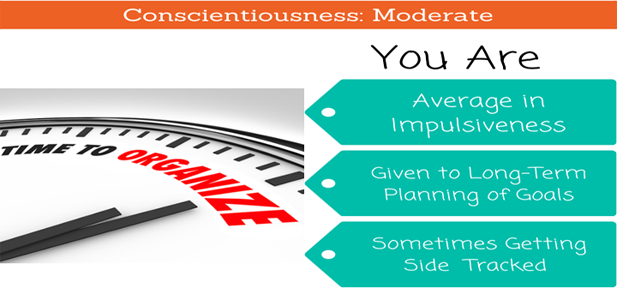 Conscientiousness: Moderate
You Are
TIME TO ORGANIZE
Average in
Impulsiveness
Given to Long-Term
Planning of Goals
Sometimes Getting
Side Tracked